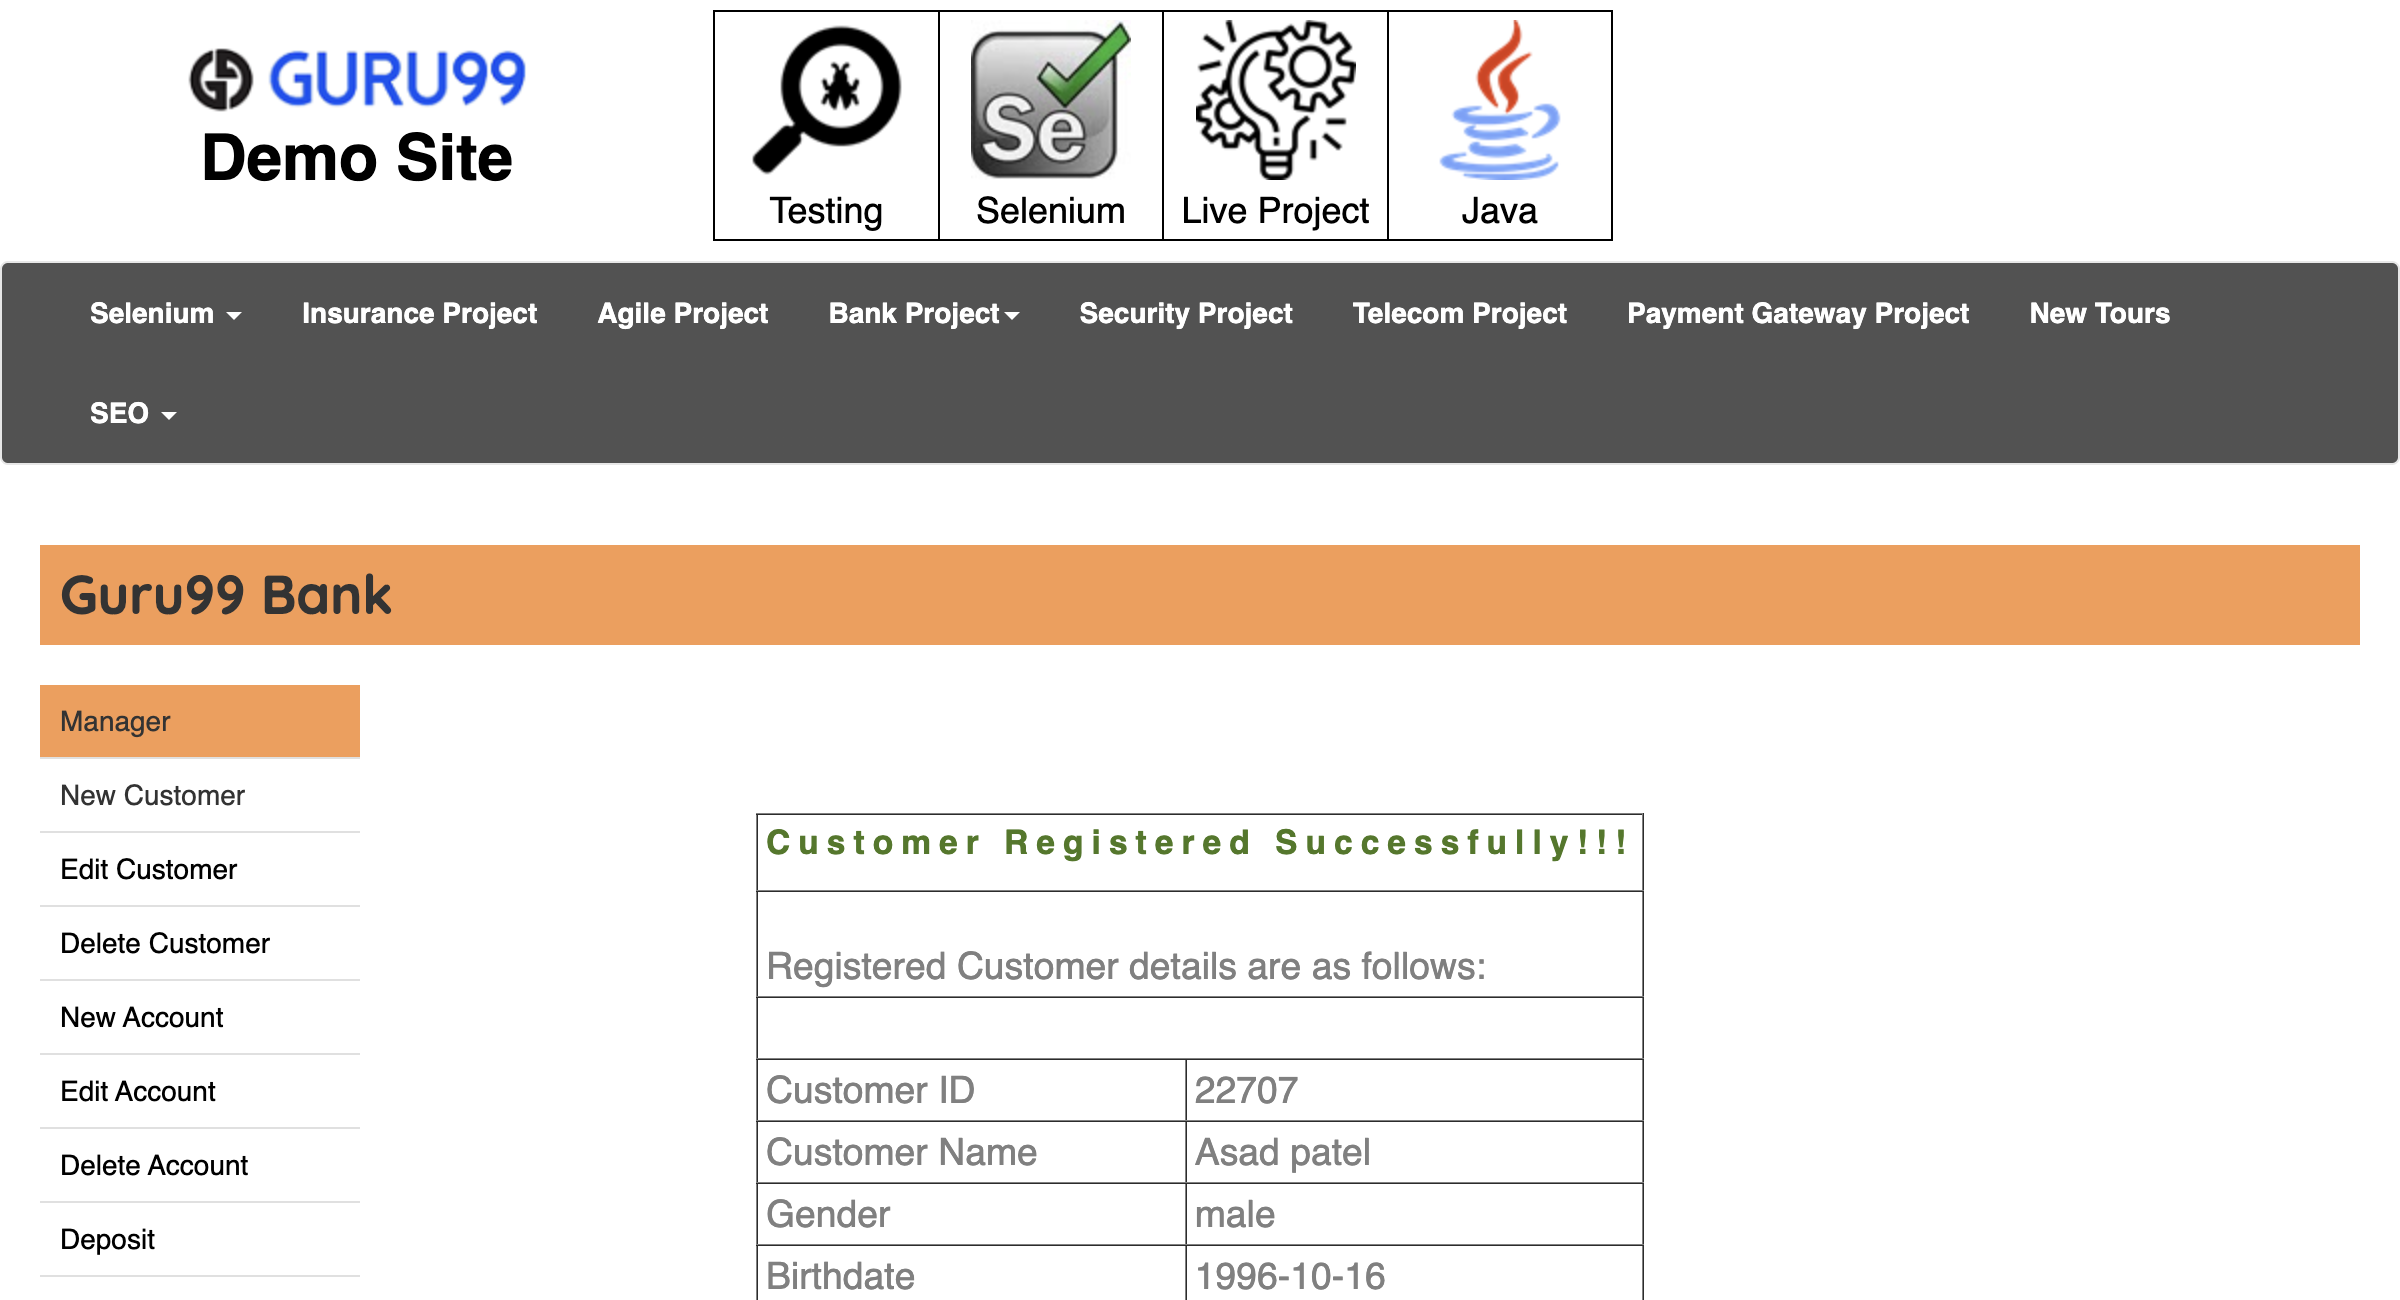 GURU99
Demo Site
Testing
Se
Selenium
Live Project
Java
Selenium
Insurance Project
Agile Project
Bank Project
Security Project
Telecom Project
Payment Gateway Project
New Tours
SEO
Guru99 Bank
Manager
New Customer
Edit Customer
Delete Customer
New Account
Edit Account
Delete Account
Deposit
Customer Registered Successfully!!!
Registered Customer details are as follows:
Customer ID 22707
Customer Name Asad patel
Gender male
Birthdate 1996-10-16